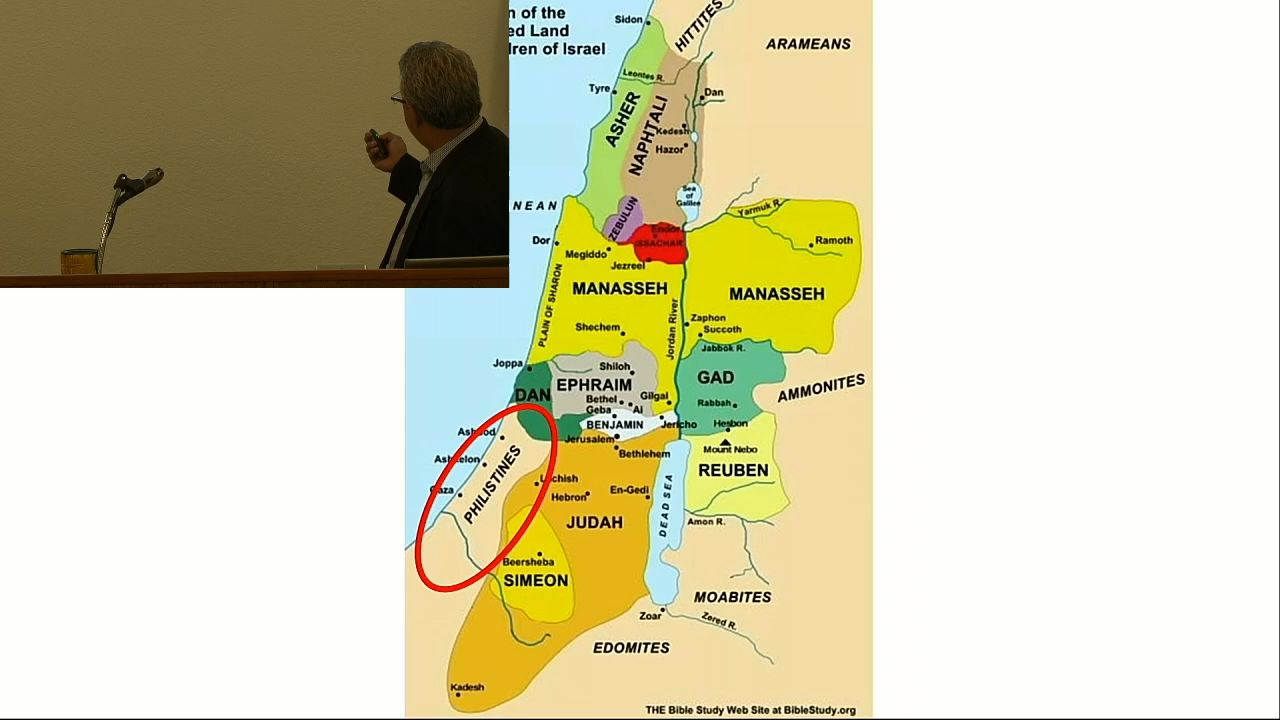 n of the
ed Land
dren of Israel
Sidon
HITTITES
ARAMEANS
Leontes R.
Tyre
Dan
ASHER
NAPHTALI
Kedesh
Hazor
Sea
of
Galilee
NEAN
ZEBULUN
Yarmuk R.
Endor
ISSACHAR
Dor
Ramoth
Megiddo
Jezreel
MANASSEH
MANASSEH
PLAIN OF SHARON
Jordan River
Zaphon
Succoth
Shechem
Jabbok R.
Joppa
Shiloh
EPHRAIM
GAD
DAN
AMMONITES
Bethel
Gilgal
Rabbah
Geba
Ai
BENJAMIN
Jericho
Hesbon
Ashdod
Jerusalem
Mount Nebo
Bethlehem
Ashkelon
REUBEN
PHILISTINES
Lachish
Gaza
En-Gedi
Hebron
DEAD SEA
JUDAH
Arnon R.
Beersheba
SIMEON
MOABITES
Zoar
Zered R.
EDOMITES
Kadesh
THE Bible Study Web Site at BibleStudy.org